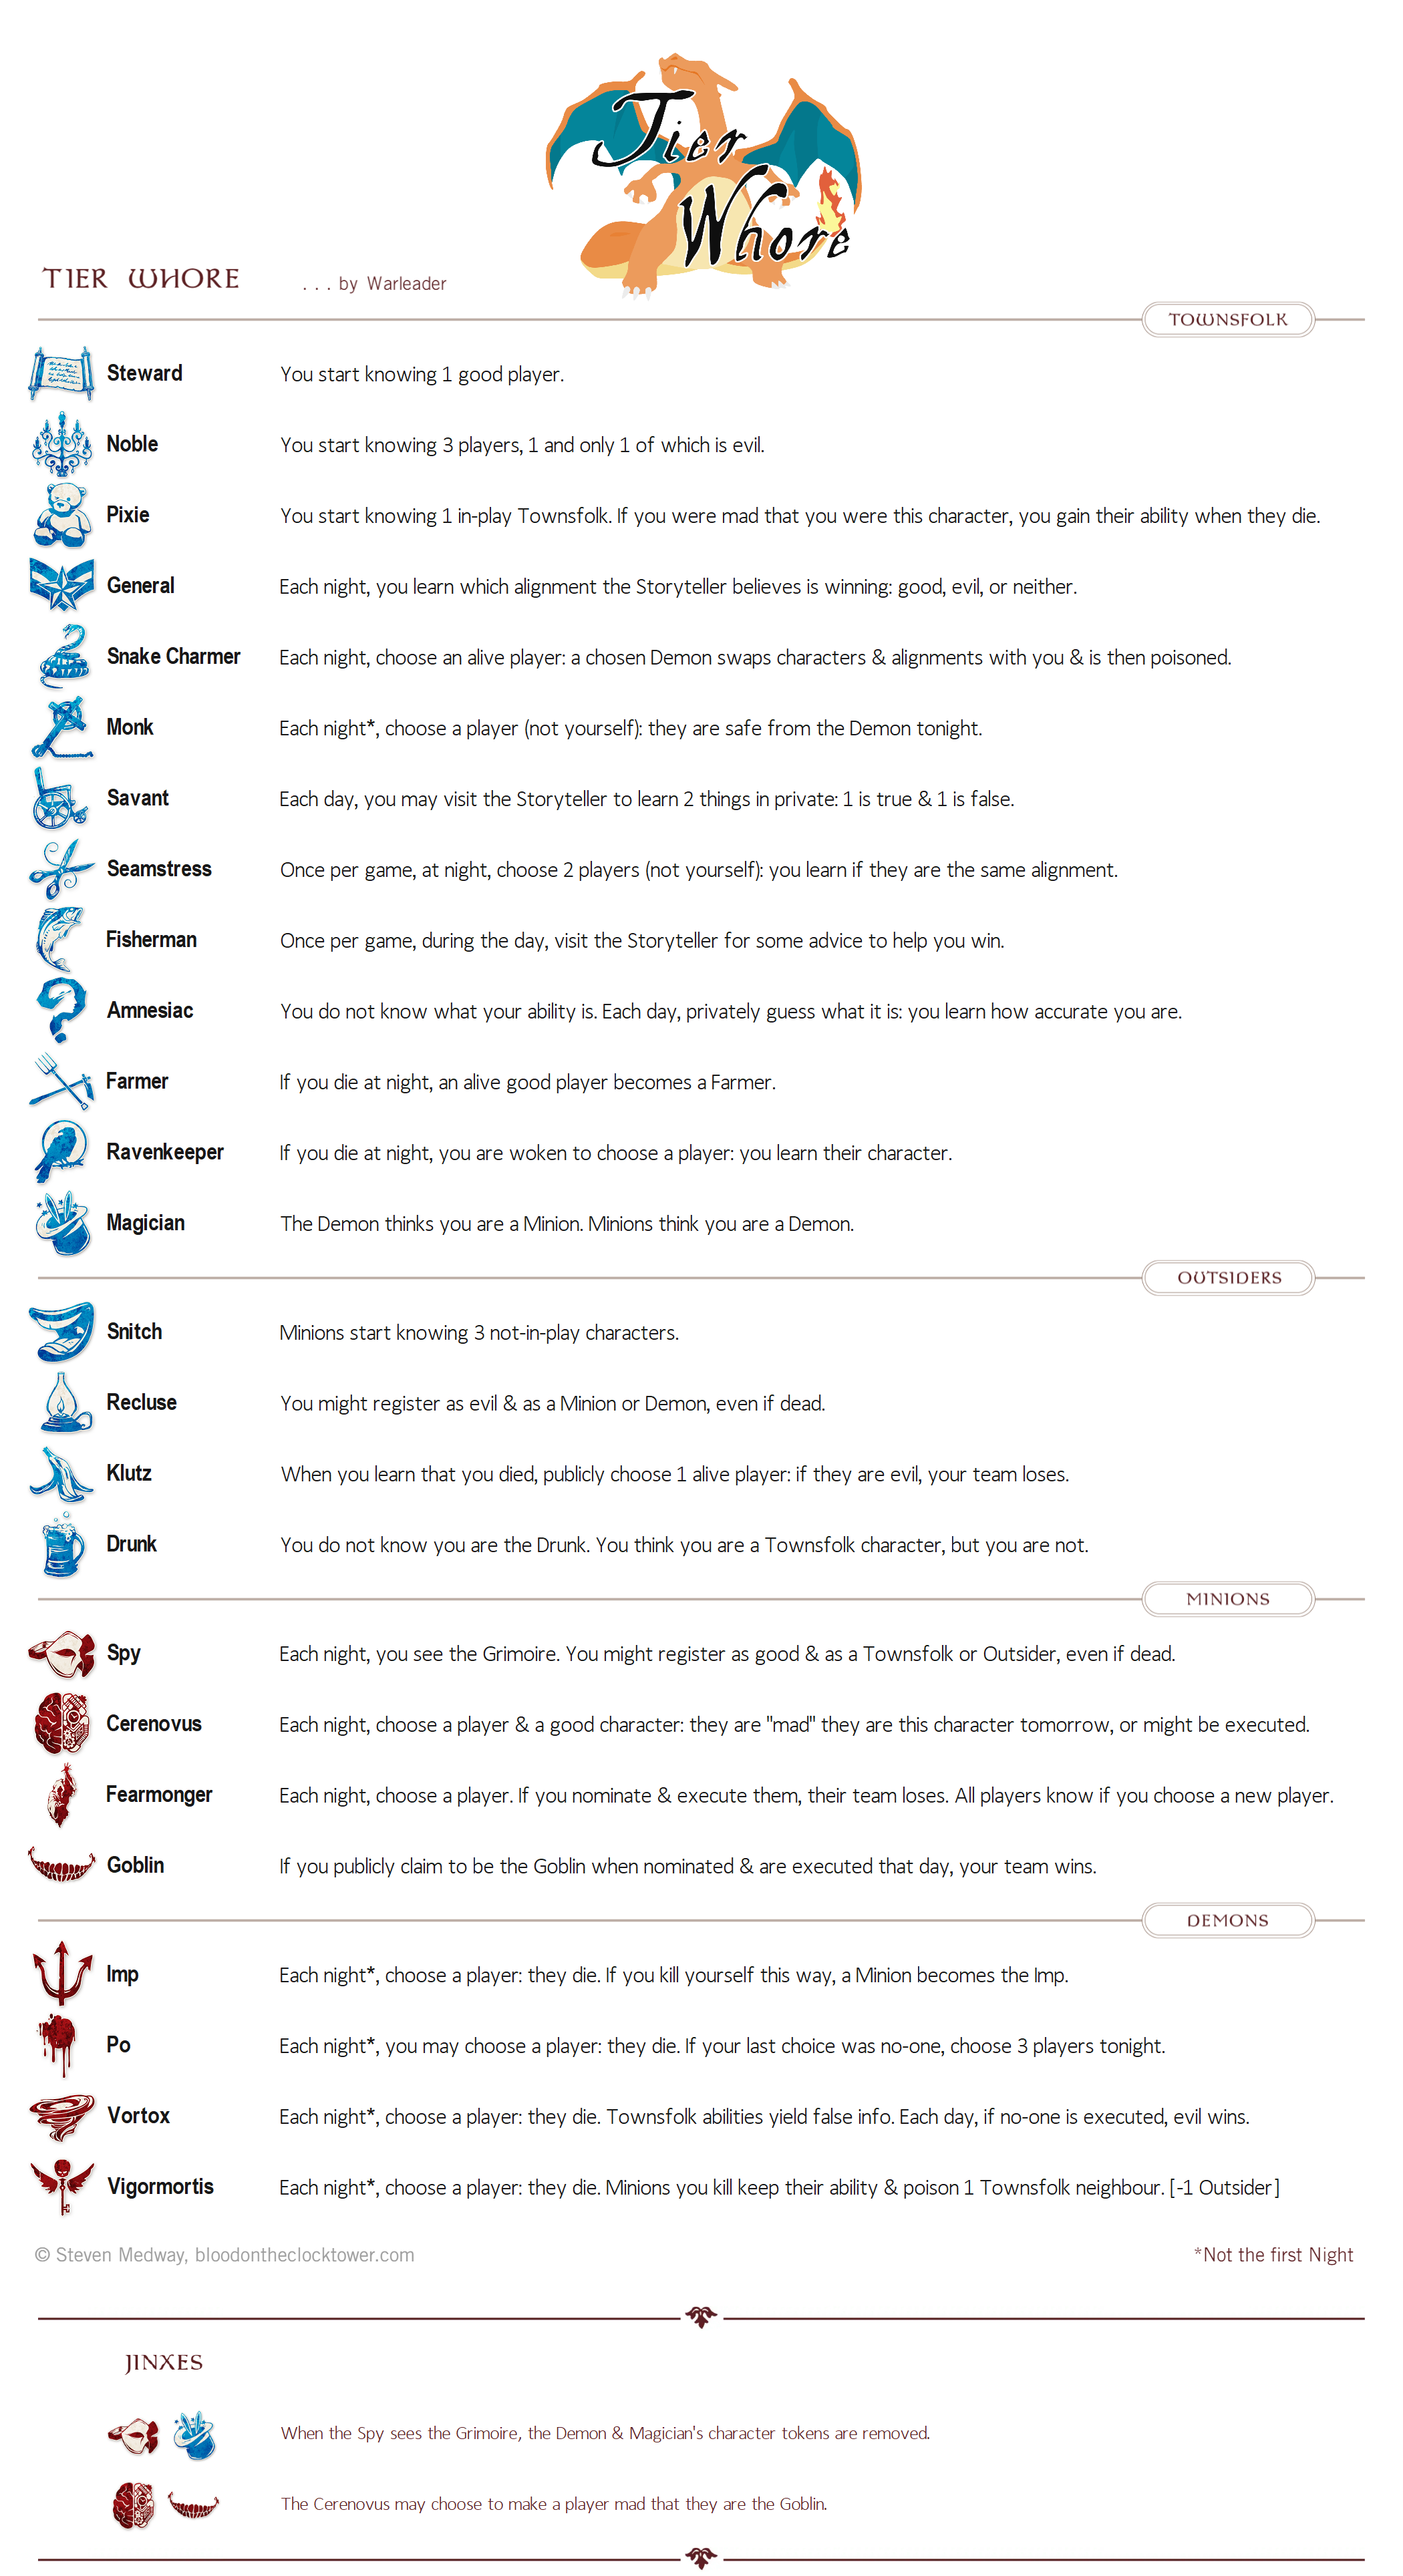 Tier
Whore
TIER WHORE . . . by Warleader
TOWNSFOLK
Steward You start knowing 1 good player.
Noble You start knowing 3 players, 1 and only 1 of which is evil.
Pixie You start knowing 1 in-play Townsfolk. If you were mad that you were this character, you gain their ability when they die.
General Each night, you learn which alignment the Storyteller believes is winning: good, evil, or neither.
Snake Charmer Each night, choose an alive player: a chosen Demon swaps characters & alignments with you & is then poisoned.
Monk Each night*, choose a player (not yourself): they are safe from the Demon tonight.
Savant Each day, you may visit the Storyteller to learn 2 things in private: 1 is true & 1 is false.
Seamstress Once per game, at night, choose 2 players (not yourself): you learn if they are the same alignment.
Fisherman Once per game, during the day, visit the Storyteller for some advice to help you win.
Amnesiac You do not know what your ability is. Each day, privately guess what it is: you learn how accurate you are.
Farmer If you die at night, an alive good player becomes a Farmer.
Ravenkeeper If you die at night, you are woken to choose a player: you learn their character.
Magician The Demon thinks you are a Minion. Minions think you are a Demon.
OUTSIDERS
Snitch Minions start knowing 3 not-in-play characters.
Recluse You might register as evil & as a Minion or Demon, even if dead.
Klutz When you learn that you died, publicly choose 1 alive player: if they are evil, your team loses.
Drunk You do not know you are the Drunk. You think you are a Townsfolk character, but you are not.
MINIONS
Spy Each night, you see the Grimoire. You might register as good & as a Townsfolk or Outsider, even if dead.
Cerenovus Each night, choose a player & a good character: they are "mad" they are this character tomorrow, or might be executed.
Fearmonger Each night, choose a player. If you nominate & execute them, their team loses. All players know if you choose a new player.
Goblin If you publicly claim to be the Goblin when nominated & are executed that day, your team wins.
DEMONS
Imp Each night*, choose a player: they die. If you kill yourself this way, a Minion becomes the Imp.
Po Each night*, you may choose a player: they die. If your last choice was no-one, choose 3 players tonight.
Vortox Each night*, choose a player: they die. Townsfolk abilities yield false info. Each day, if no-one is executed, evil wins.
Vigormortis Each night*, choose a player: they die. Minions you kill keep their ability & poison 1 Townsfolk neighbour. [-1 Outsider]
© Steven Medway, bloodontheclocktower.com *Not the first Night
JINXES
When the Spy sees the Grimoire, the Demon & Magician's character tokens are removed.
The Cerenovus may choose to make a player mad that they are the Goblin.